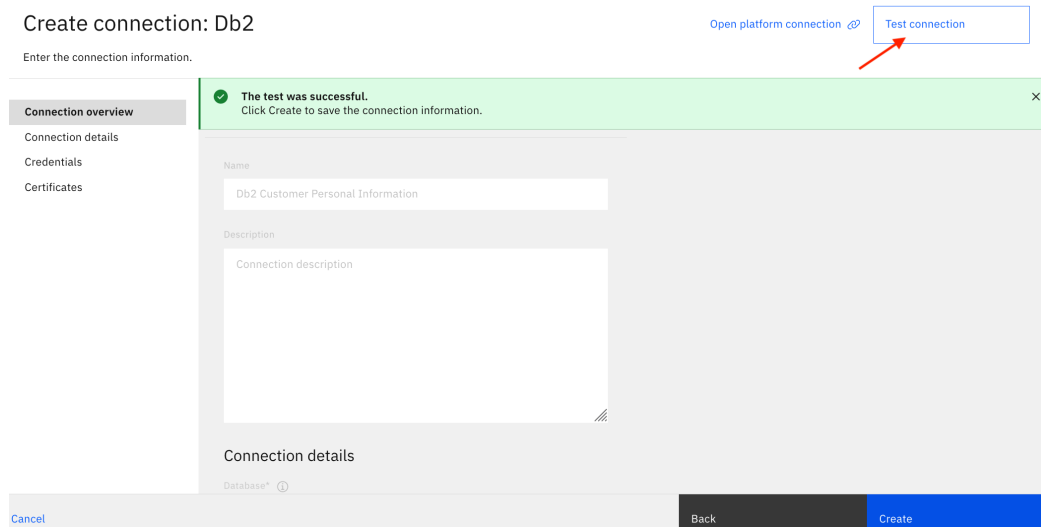 Create connection: Db2
Open platform connection
Test connection
Enter the connection information.
Connection overview
Connection details
Credentials
Certificates
The test was successful.
Click Create to save the connection information.
Name
Db2 Customer Personal Information
Description
Connection description
Connection details
Database*
Cancel
Back
Create